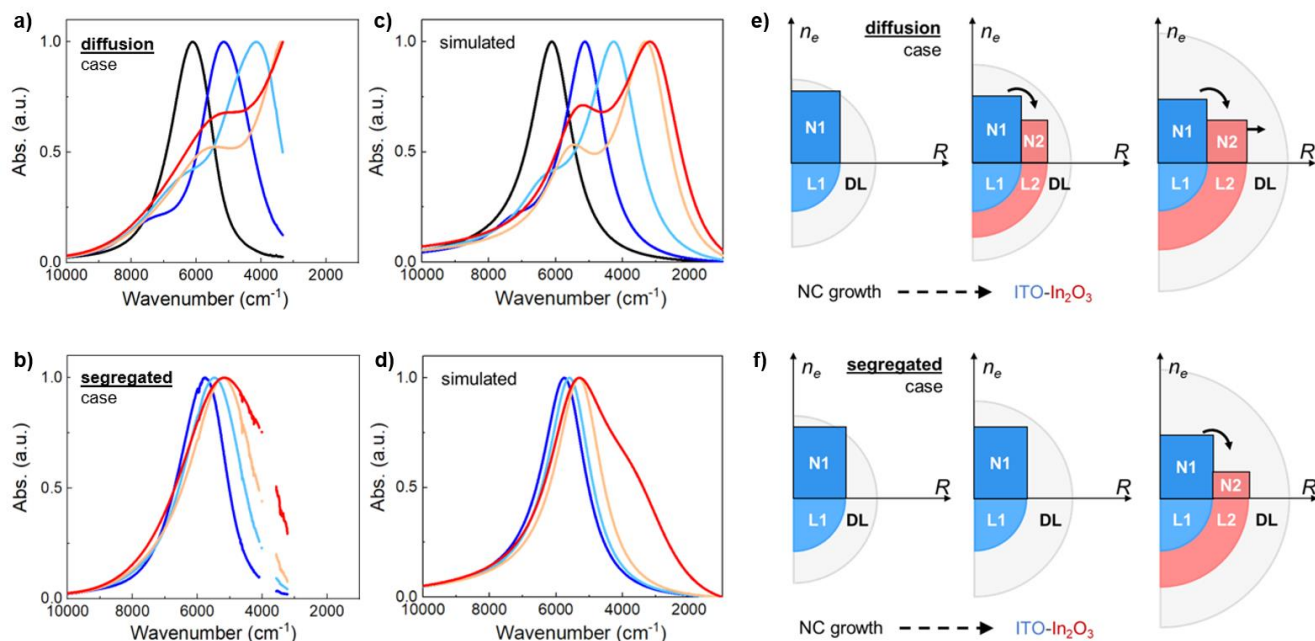 a)
diffusion
case
1.0
0.5
0.0
Abs. (a.u.)
10000 8000 6000 4000 2000
Wavenumber (cm-1)
c)
simulated
1.0
0.5
0.0
Abs. (a.u.)
10000 8000 6000 4000 2000
Wavenumber (cm-1)
e)
diffusion
case
ne
N1
L1
DL
R
ne
N1
N2
L1
L2
DL
R
ne
N1
N2
L1
L2
DL
R
NC growth
ITO-In2O3
b)
segregated
case
1.0
0.5
0.0
Abs. (a.u.)
10000 8000 6000 4000 2000
Wavenumber (cm-1)
d)
simulated
1.0
0.5
0.0
Abs. (a.u.)
10000 8000 6000 4000 2000
Wavenumber (cm-1)
f)
segregated
case
ne
N1
L1
DL
R
ne
N1
L1
DL
R
ne
N1
N2
L1
L2
DL
R
NC growth
ITO-In2O3